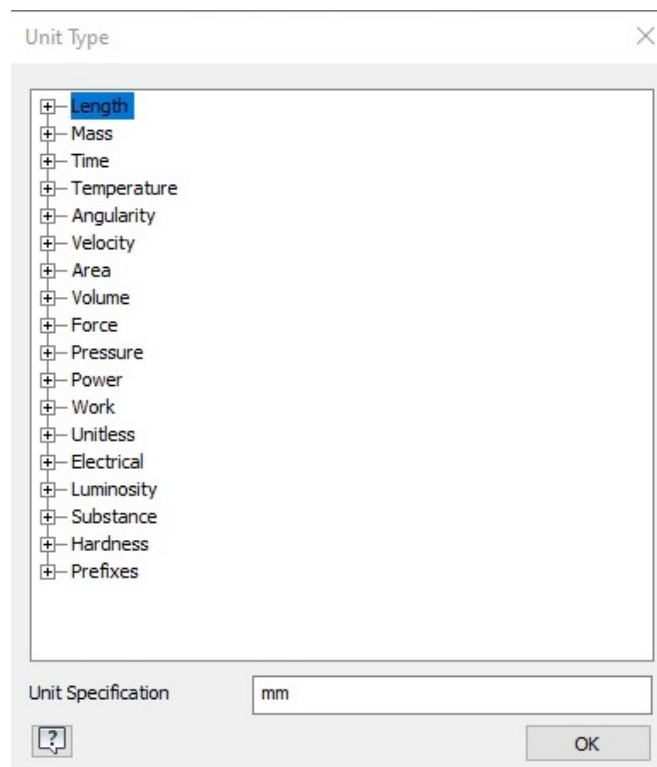 Unit Type
Length
Mass
Time
Temperature
Angularity
Velocity
Area
Volume
Force
Pressure
Power
Work
Unitless
Electrical
Luminosity
Substance
Hardness
Prefixes
Unit Specification mm
?
OK